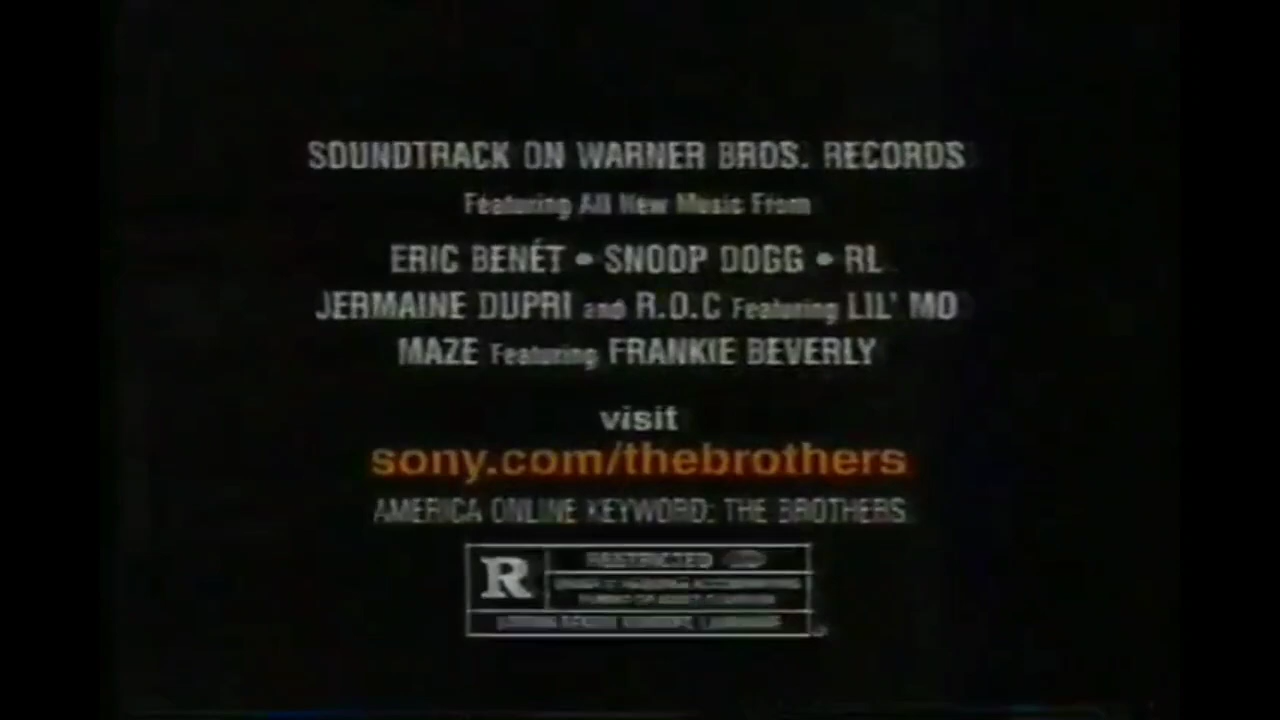 SOUNDTRACK ON WARNER BROS. RECORDS
Featuring All New Music From
ERIC BENÉT • SNOOP DOGG • RL
JERMAINE DUPRI and R.O.C Featuring LIL' MO
MAZE Featuring FRANKIE BEVERLY
visit
sony.com/thebrothers
AMERICA ONLINE KEYWORD: THE BROTHERS
R
RESTRICTED